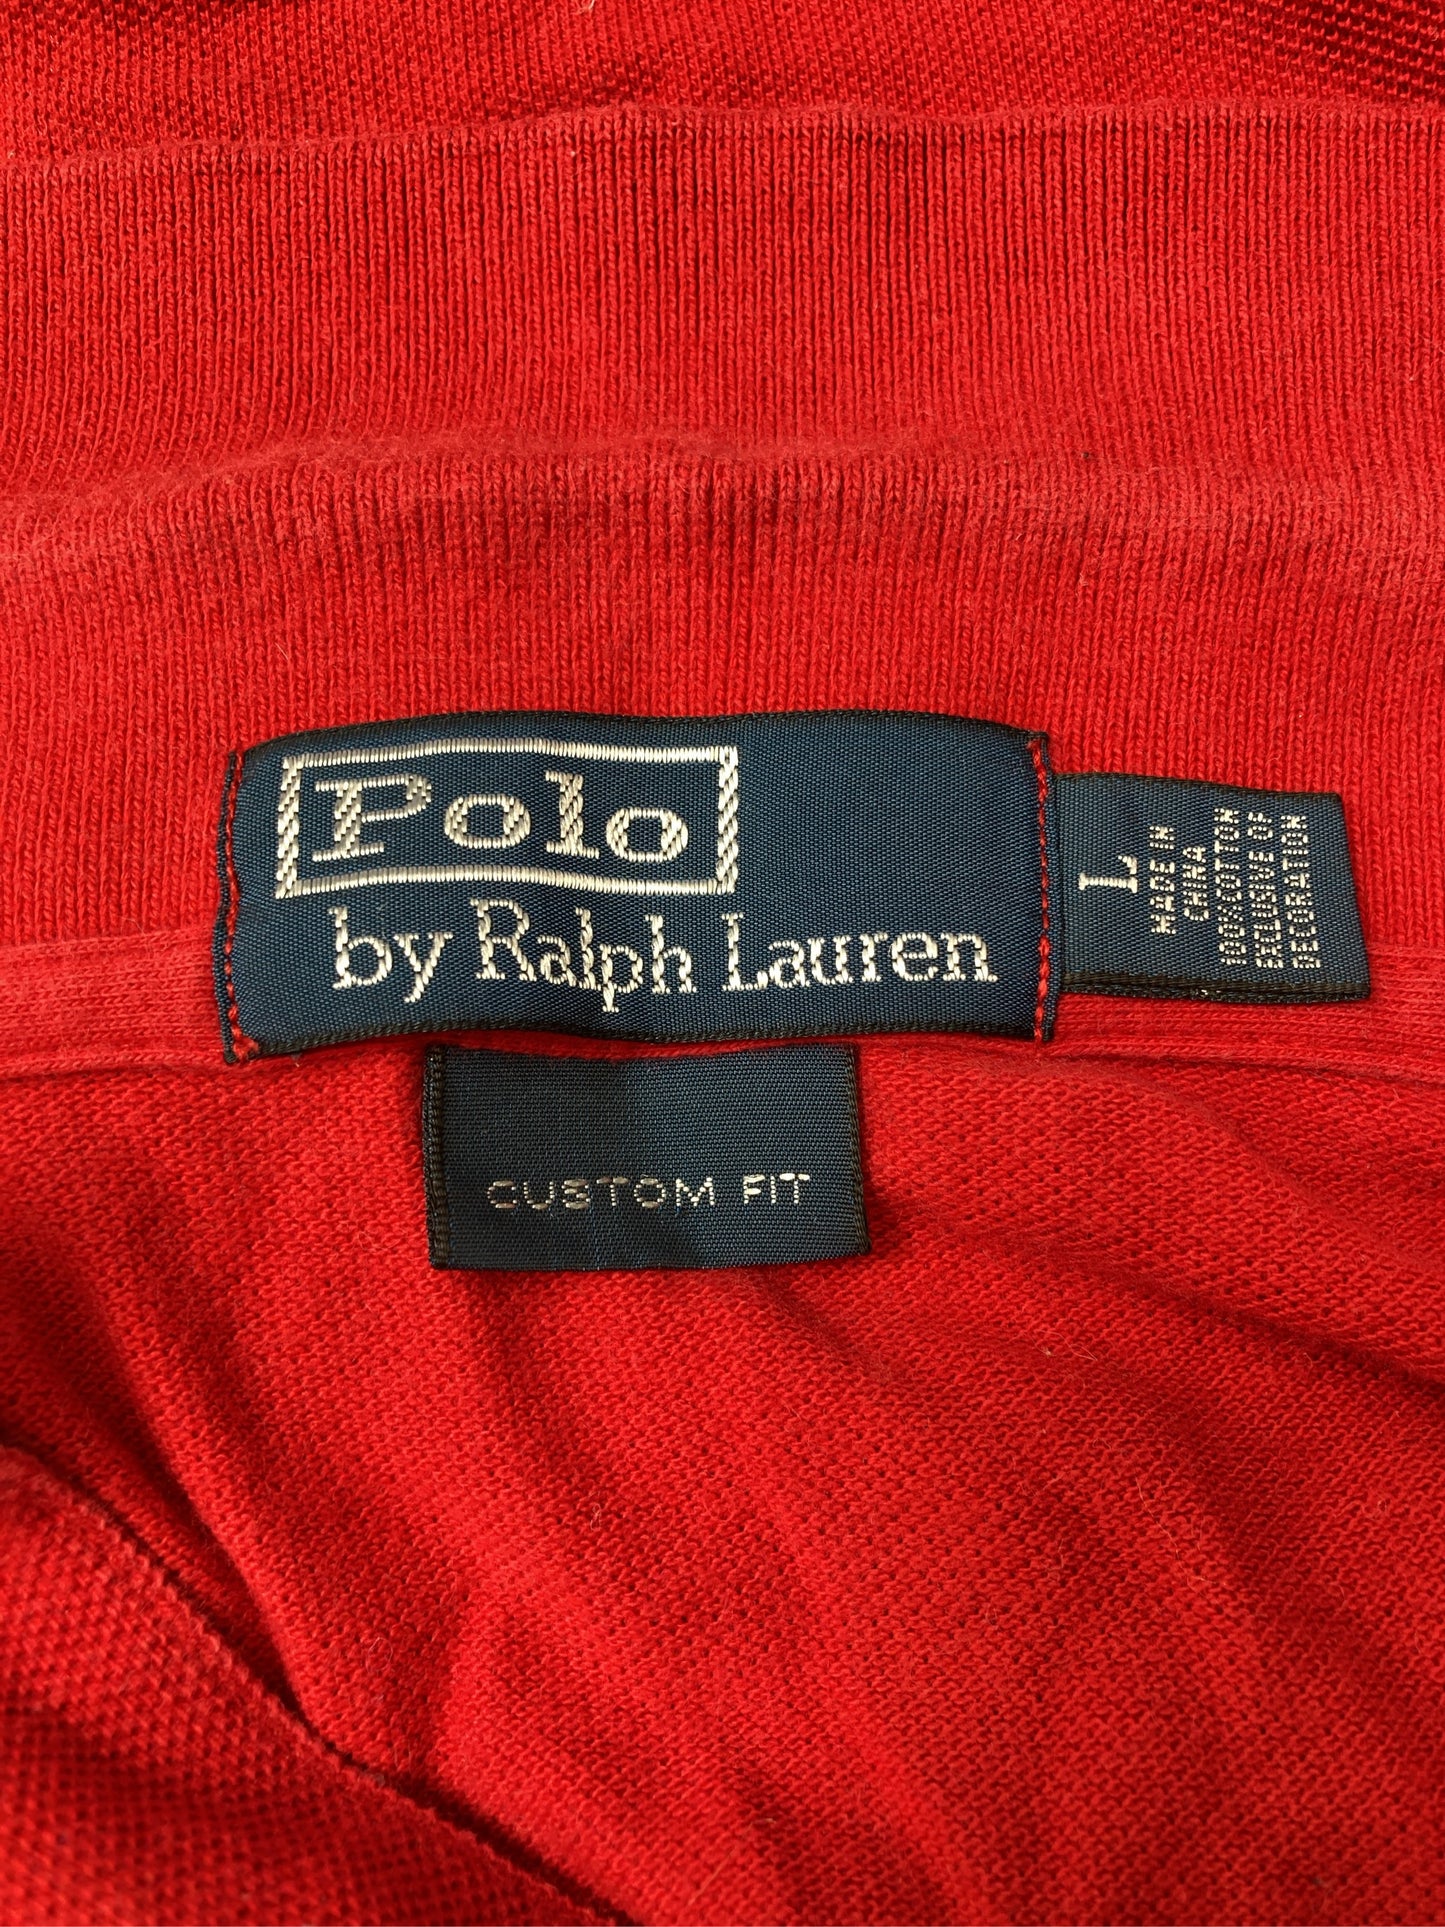 Polo
by Ralph Lauren
L
MADE IN
CHINA
100% COTTON
EXCLUSIVE OF
DECORATION
CUSTOM FIT